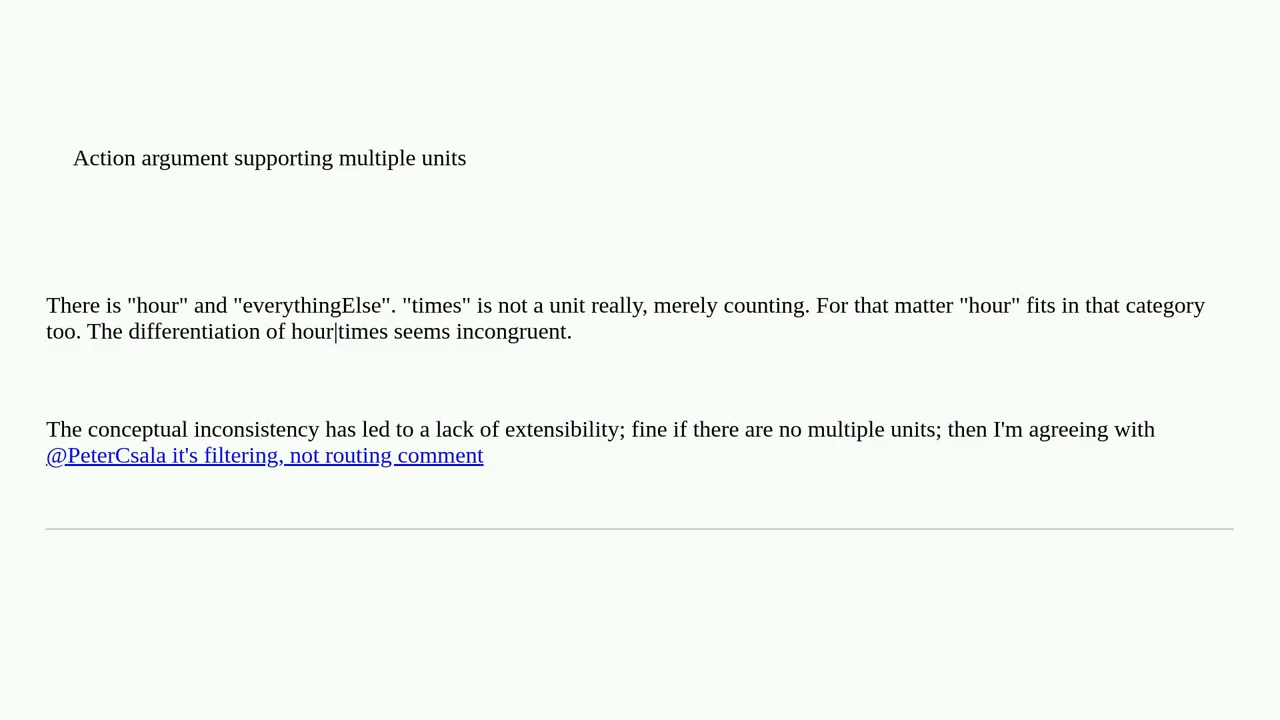 Action argument supporting multiple units
There is "hour" and "everythingElse". "times" is not a unit really, merely counting. For that matter "hour" fits in that category
too. The differentiation of hour|times seems incongruent.
The conceptual inconsistency has led to a lack of extensibility; fine if there are no multiple units; then I'm agreeing with
@PeterCsala it's filtering, not routing comment